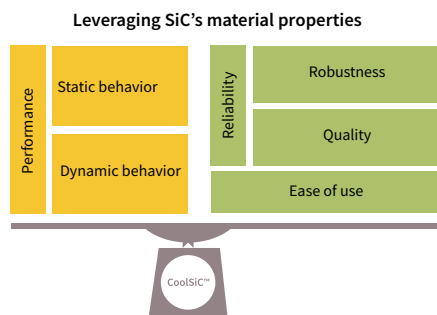 Leveraging SiC's material properties
Performance
Static behavior
Dynamic behavior
Reliability
Robustness
Quality
Ease of use
CoolSiC™